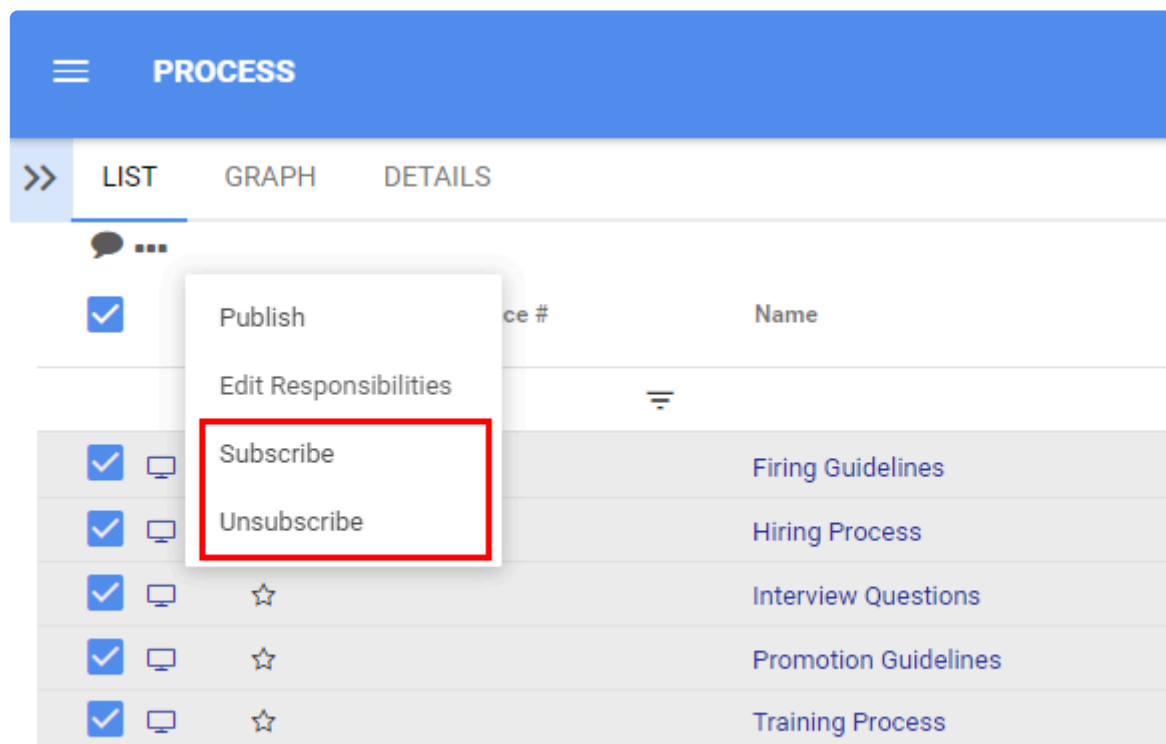 PROCESS
LIST GRAPH DETAILS
Publish ce # Name
Edit Responsibilities
Subscribe Firing Guidelines
Unsubscribe Hiring Process
Interview Questions
Promotion Guidelines
Training Process